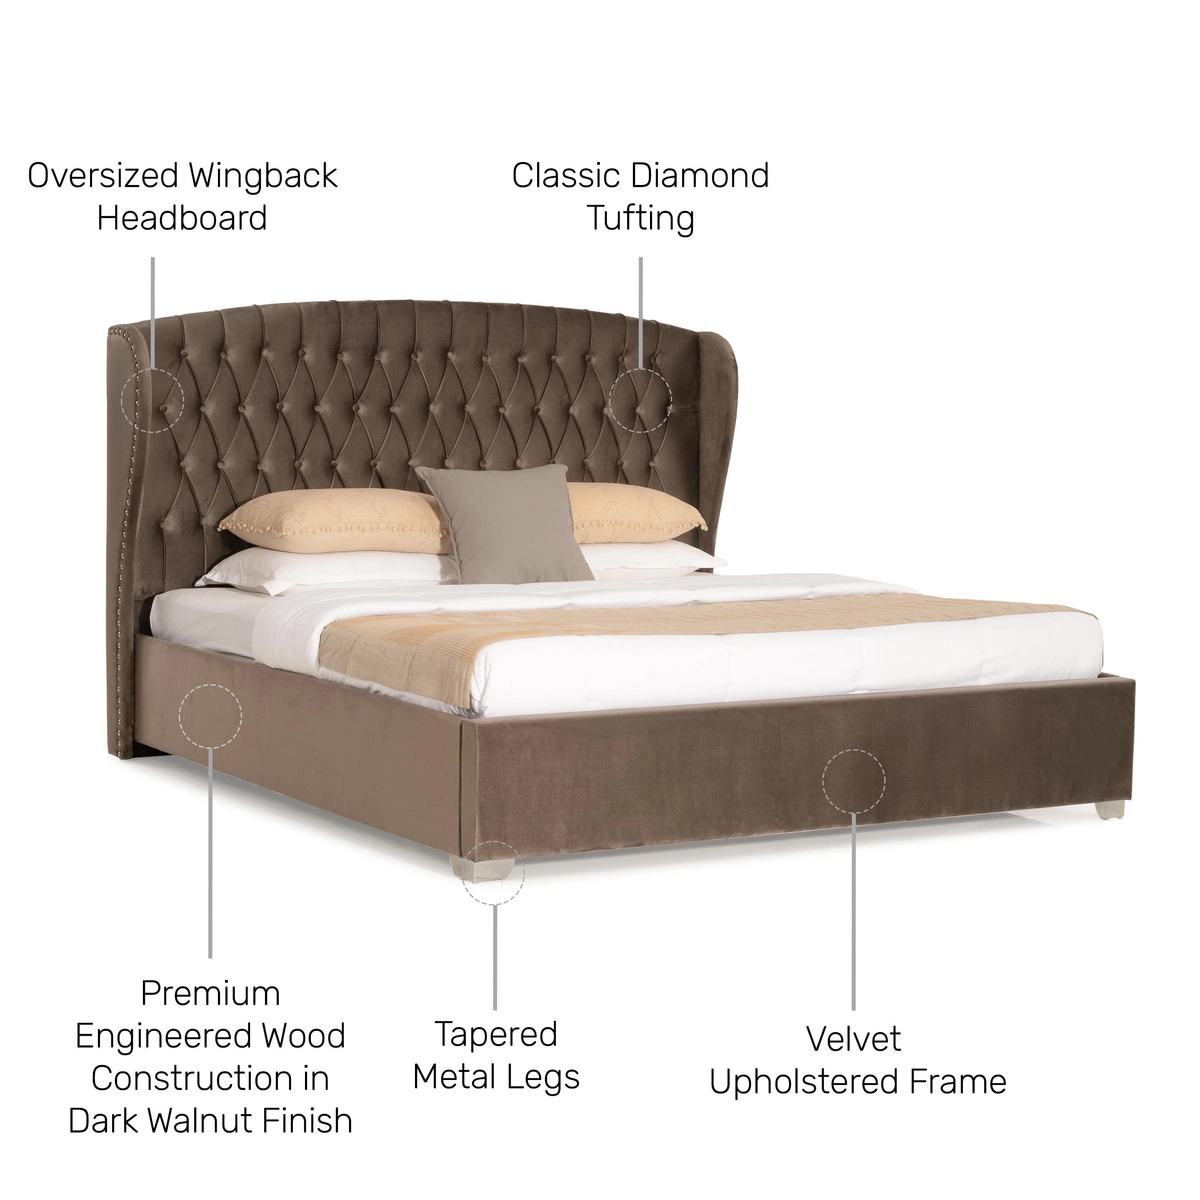 Oversized Wingback
Headboard
Classic Diamond
Tufting
Premium
Engineered Wood
Construction in
Dark Walnut Finish
Tapered
Metal Legs
Velvet
Upholstered Frame